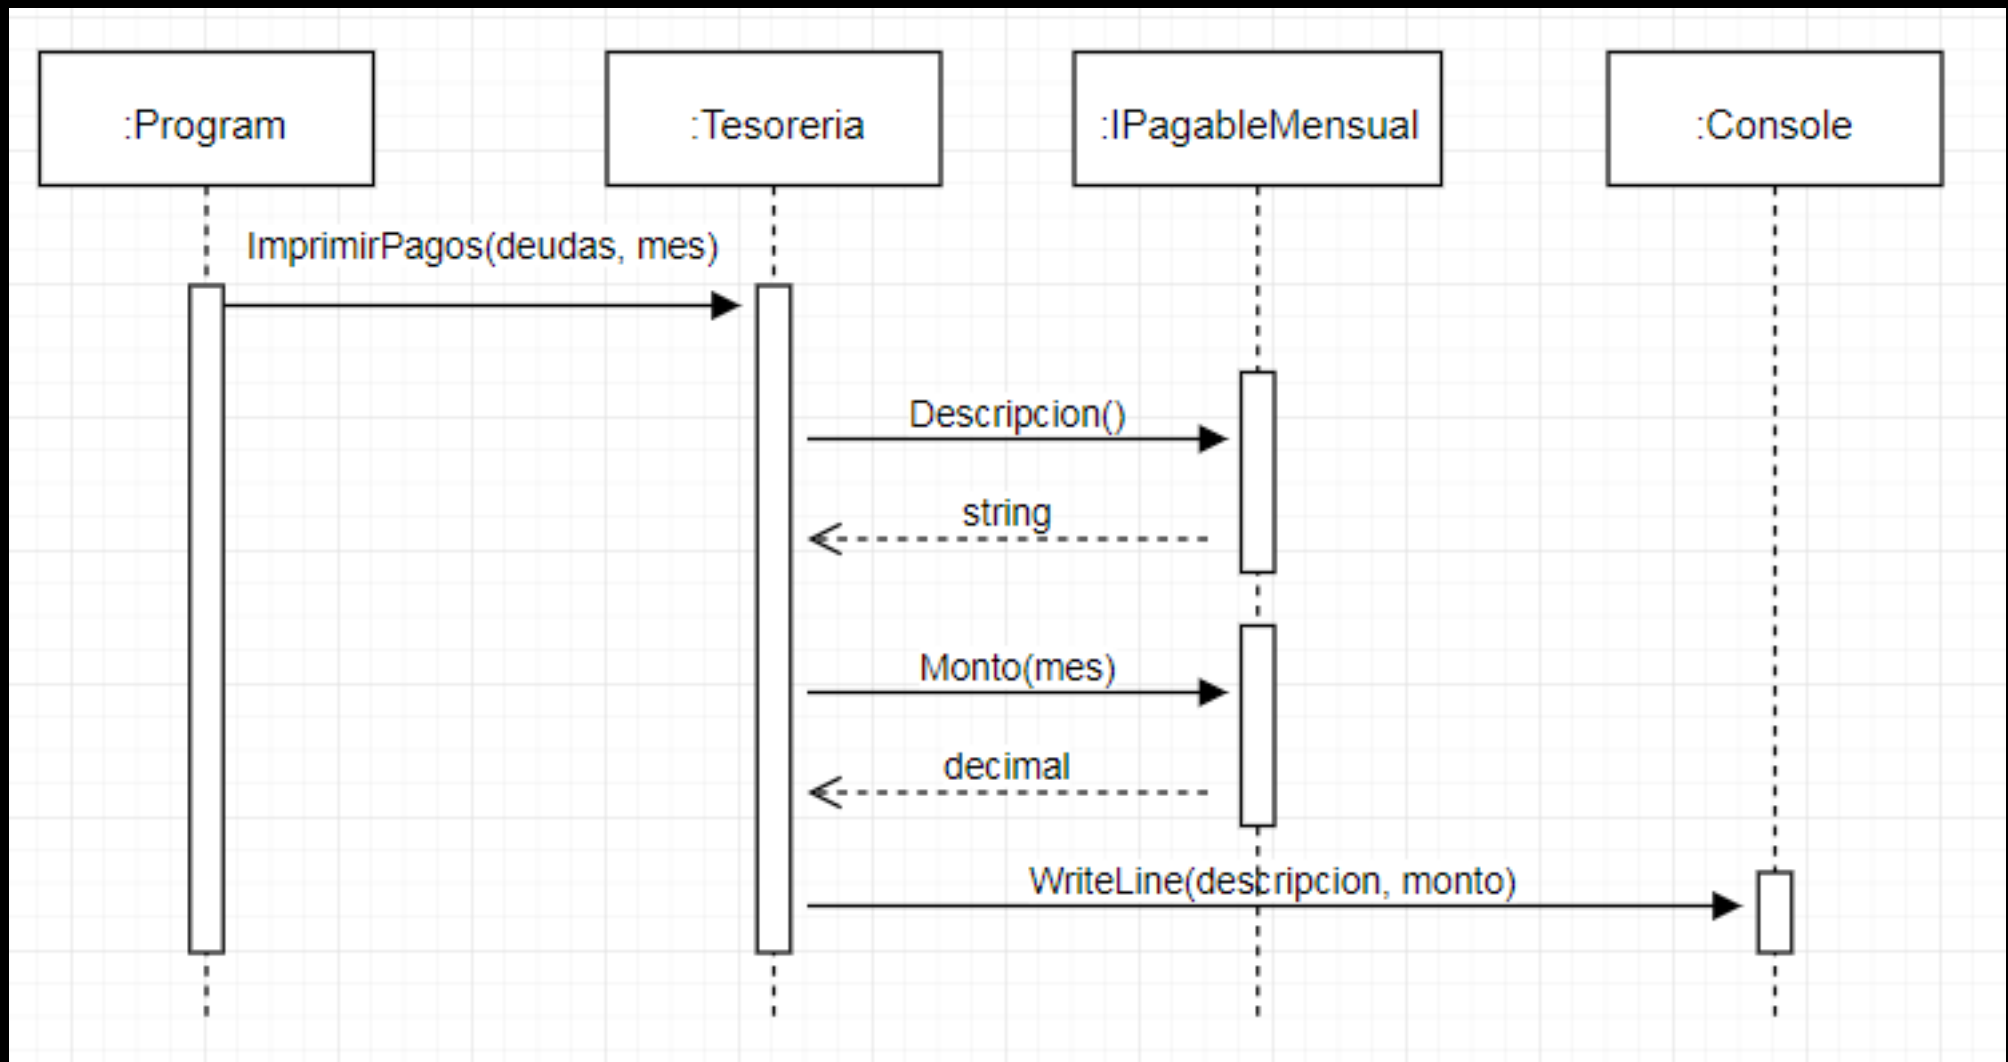 :Program
:Tesoreria
:IPagableMensual
:Console
ImprimirPagos(deudas, mes)
Descripcion()
string
Monto(mes)
decimal
WriteLine(descripcion, monto)